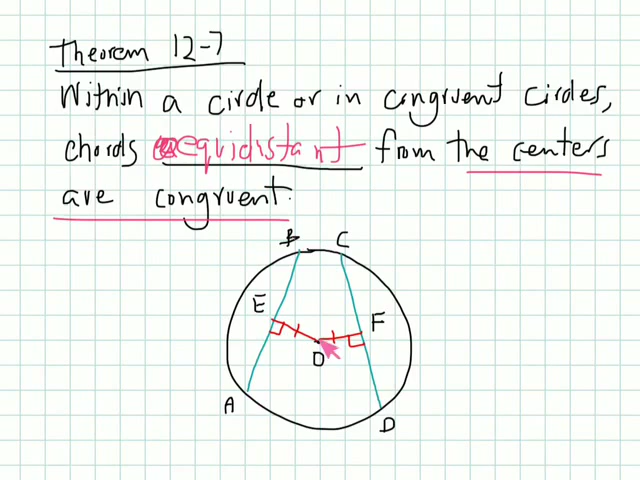 Theorem 12-7
Within a circle or in congruent circles,
chords equidistant from the centers
are congruent.
B C
E F
O
A D